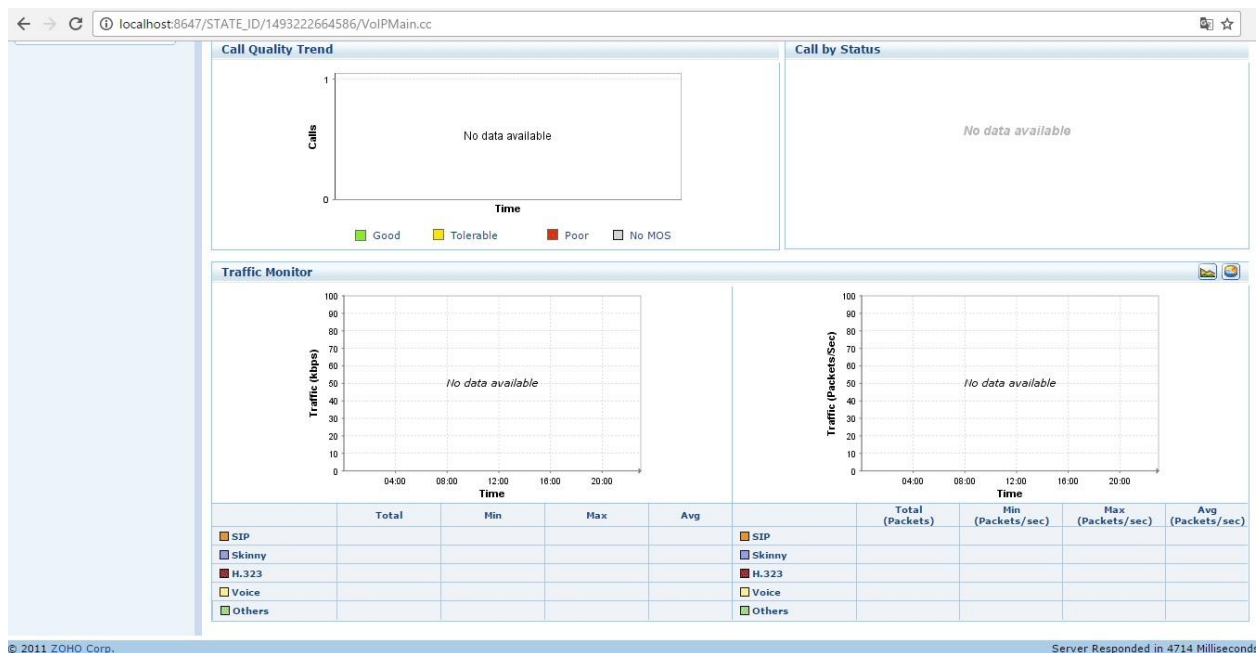 localhost:8647/STATE_ID/1493222664586/VoIPMain.cc
Call Quality Trend
Call by Status
1
Calls
No data available
0
Time
Good Tolerable Poor No MOS
No data available
Traffic Monitor
100
90
80
70
60
50
40
30
20
10
0
Traffic (kbps)
No data available
04:00 08:00 12:00 16:00 20:00
Time
100
90
80
70
60
50
40
30
20
10
0
Traffic (Packets/Sec)
No data available
04:00 08:00 12:00 16:00 20:00
Time
Total Min Max Avg
SIP
Skinny
H.323
Voice
Others
Total (Packets) Min (Packets/sec) Max (Packets/sec) Avg (Packets/sec)
SIP
Skinny
H.323
Voice
Others
© 2011 ZOHO Corp.
Server Responded in 4714 Milliseconds